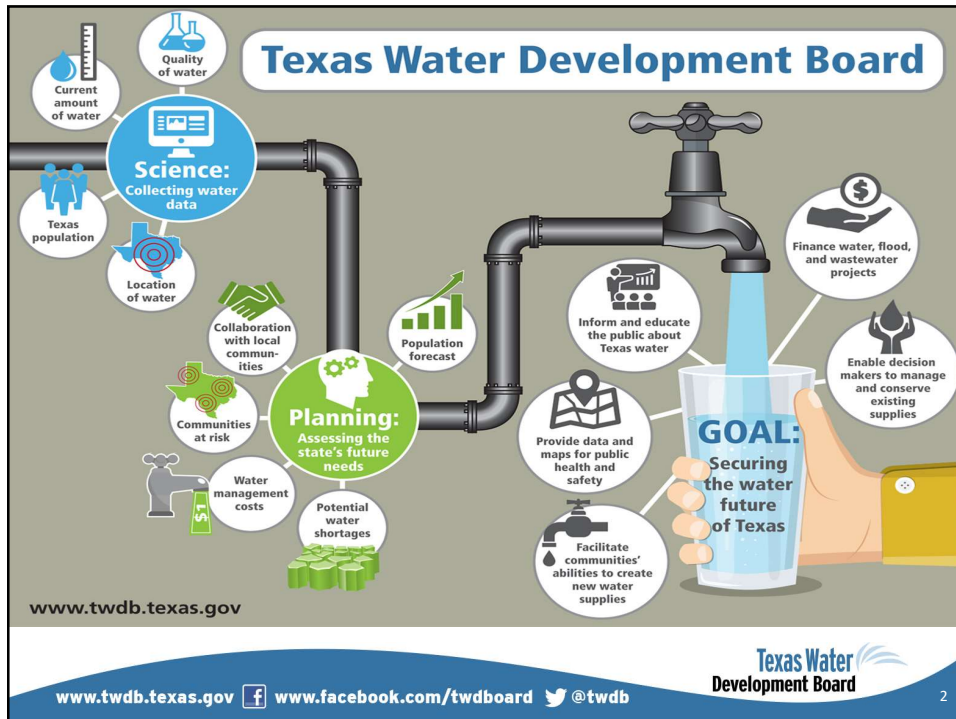 Texas Water Development Board
Quality
of water
Current
amount
of water
Science:
Collecting water
data
Texas
population
Location
of water
Collaboration
with local
commun-
ities
Population
forecast
Communities
at risk
Planning:
Assessing the
state's future
needs
Water
management
costs
$1
Potential
water
shortages
$
Finance water, flood,
and wastewater
projects
Inform and educate
the public about
Texas water
Enable decision
makers to manage
and conserve
existing
supplies
Provide data and
maps for public
health and
safety
GOAL:
Securing
the water
future
of Texas
Facilitate
communities'
abilities to create
new water
supplies
www.twdb.texas.gov
Texas Water
Development Board
www.twdb.texas.gov f www.facebook.com/twdboard @twdb
2